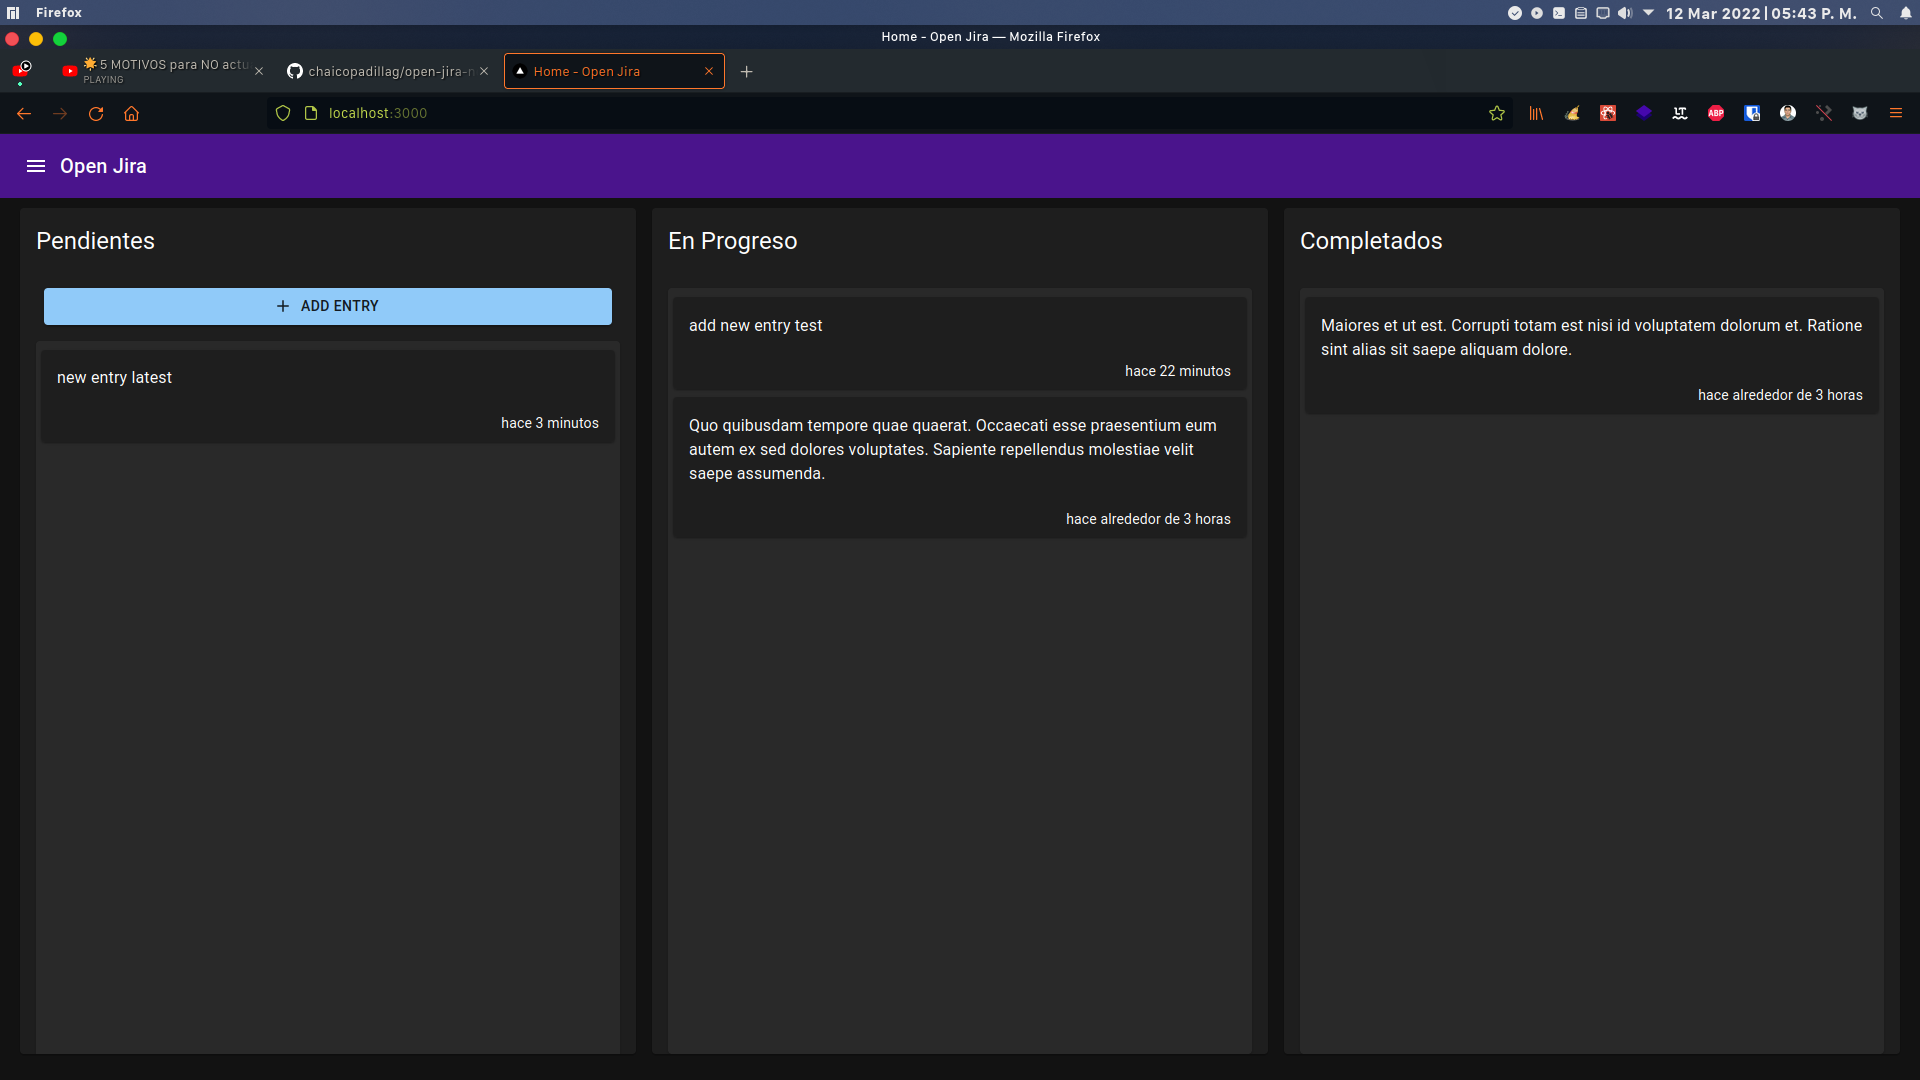 Firefox
12 Mar 2022 | 05:43 P. M.
Home - Open Jira — Mozilla Firefox
5 MOTIVOS para NO actu
PLAYING
chaicopadillag/open-jira-n
Home - Open Jira
localhost:3000
LT
ABP
Open Jira
Pendientes
ADD ENTRY
new entry latest
hace 3 minutos
En Progreso
add new entry test
hace 22 minutos
Quo quibusdam tempore quae quaerat. Occaecati esse praesentium eum
autem ex sed dolores voluptates. Sapiente repellendus molestiae velit
saepe assumenda.
hace alrededor de 3 horas
Completados
Maiores et ut est. Corrupti totam est nisi id voluptatem dolorum et. Ratione
sint alias sit saepe aliquam dolore.
hace alrededor de 3 horas